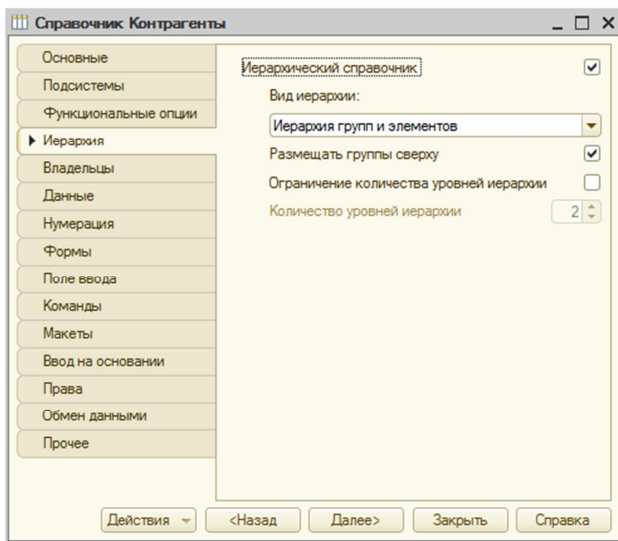 Справочник Контрагенты
Основные
Подсистемы
Функциональные опции
Иерархия
Владельцы
Данные
Нумерация
Формы
Поле ввода
Команды
Макеты
Ввод на основании
Права
Обмен данными
Прочее
Иерархический справочник
Вид иерархии:
Иерархия групп и элементов
Размещать группы сверху
Ограничение количества уровней иерархии
Количество уровней иерархии 2
Действия <Назад Далее> Закрыть Справка